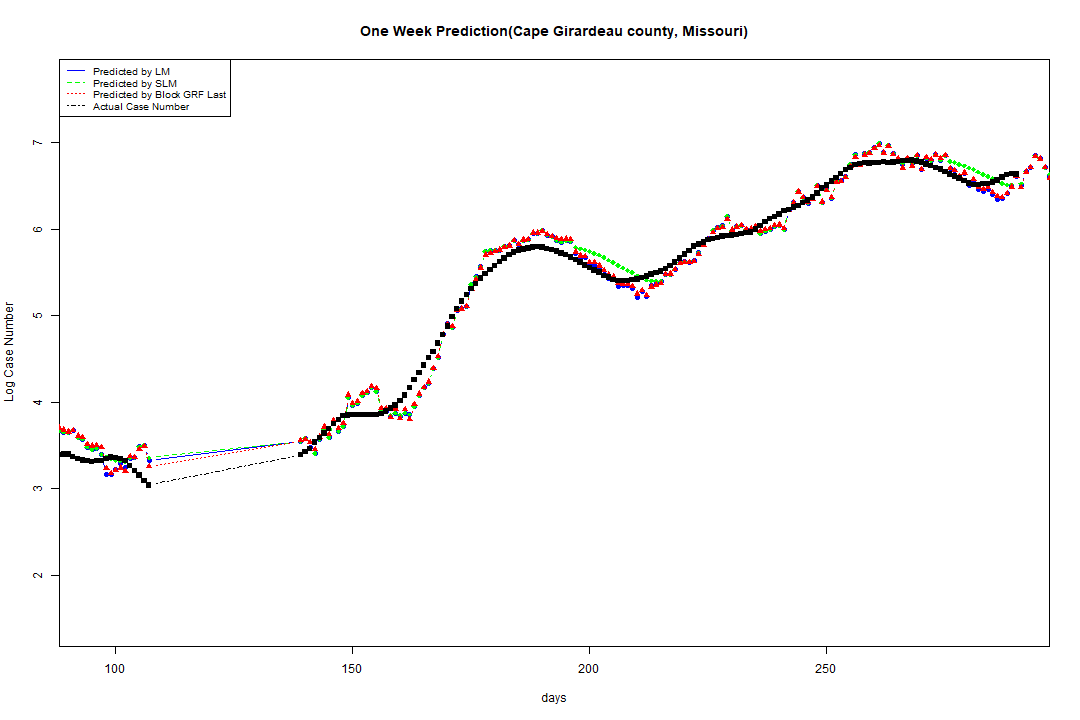 One Week Prediction(Cape Girardeau county, Missouri)
Predicted by LM
Predicted by SLM
Predicted by Block GRF Last
Actual Case Number
7
6
5
4
3
2
Log Case Number
100 150 200 250
days